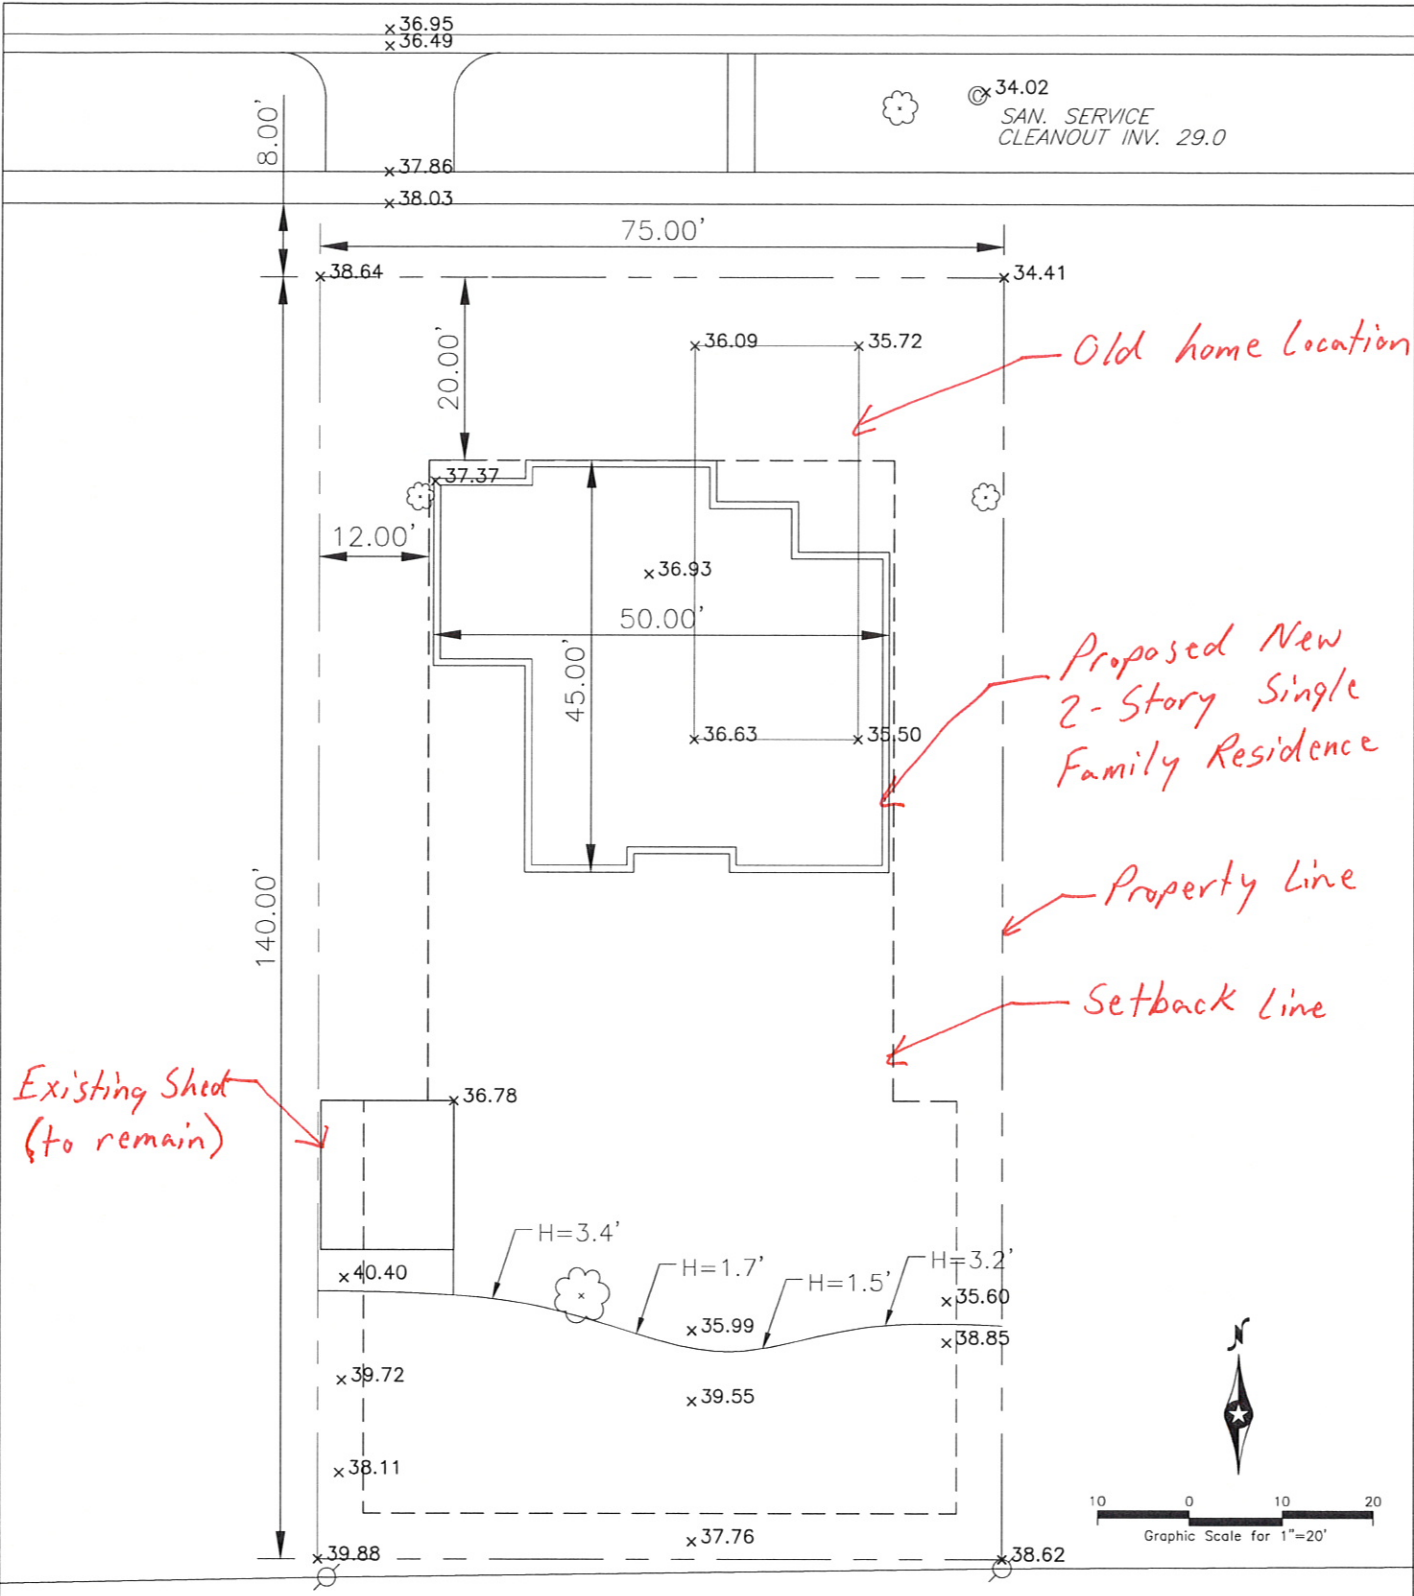 36.95
36.49
34.02
SAN. SERVICE
CLEANOUT INV. 29.0
8.00'
37.86
38.03
75.00'
38.64
34.41
20.00'
36.09
35.72
Old home Location
37.37
12.00'
36.93
50.00'
45.00'
Proposed New
2-Story Single
Family Residence
36.63
35.50
140.00'
Property Line
Setback Line
Existing Shed
(to remain)
36.78
H=3.4'
H=1.7'
H=1.5'
H=3.2'
40.40
35.60
35.99
38.85
39.72
39.55
N
38.11
10 0 10 20
Graphic Scale for 1"=20'
37.76
39.88
38.62